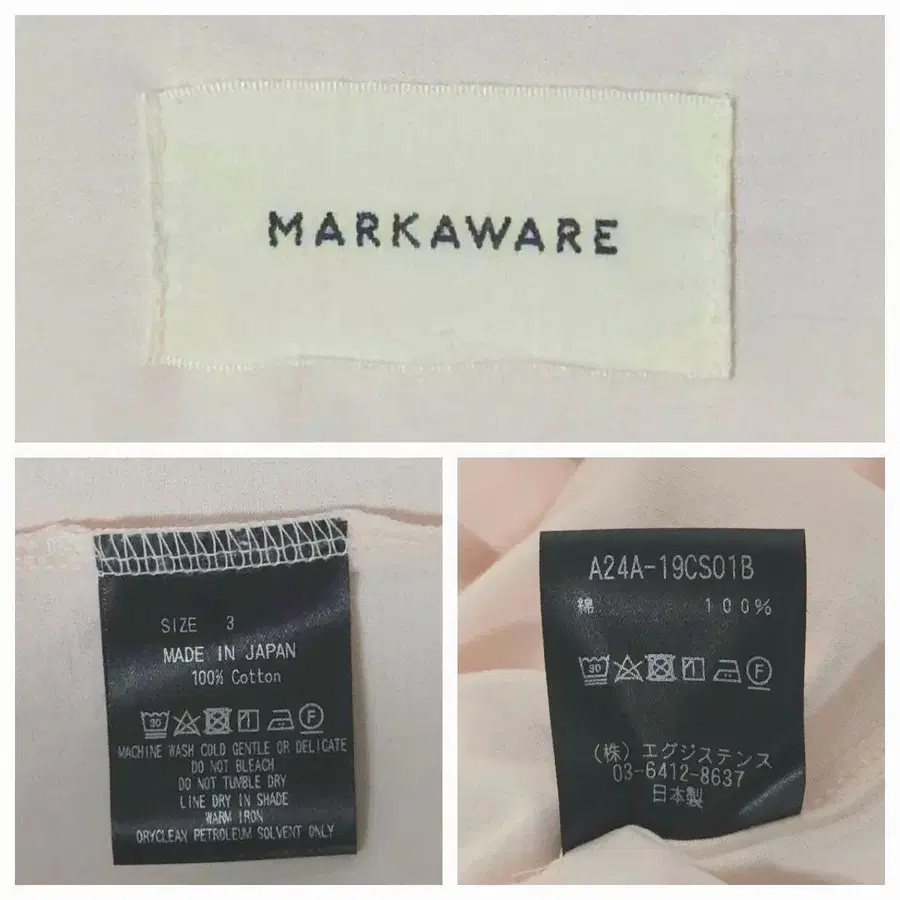 MARKAWARE
SIZE 3
MADE IN JAPAN
100% Cotton
30 F
MACHINE WASH COLD GENTLE OR DELICATE
DO NOT BLEACH
DO NOT TUMBLE DRY
LINE DRY IN SHADE
WARM IRON
DRYCLEAN PETROLEUM SOLVENT ONLY
A24A-19CS01B
綿 100%
30 F
(株)エグジステンス
03-6412-8637
日本製